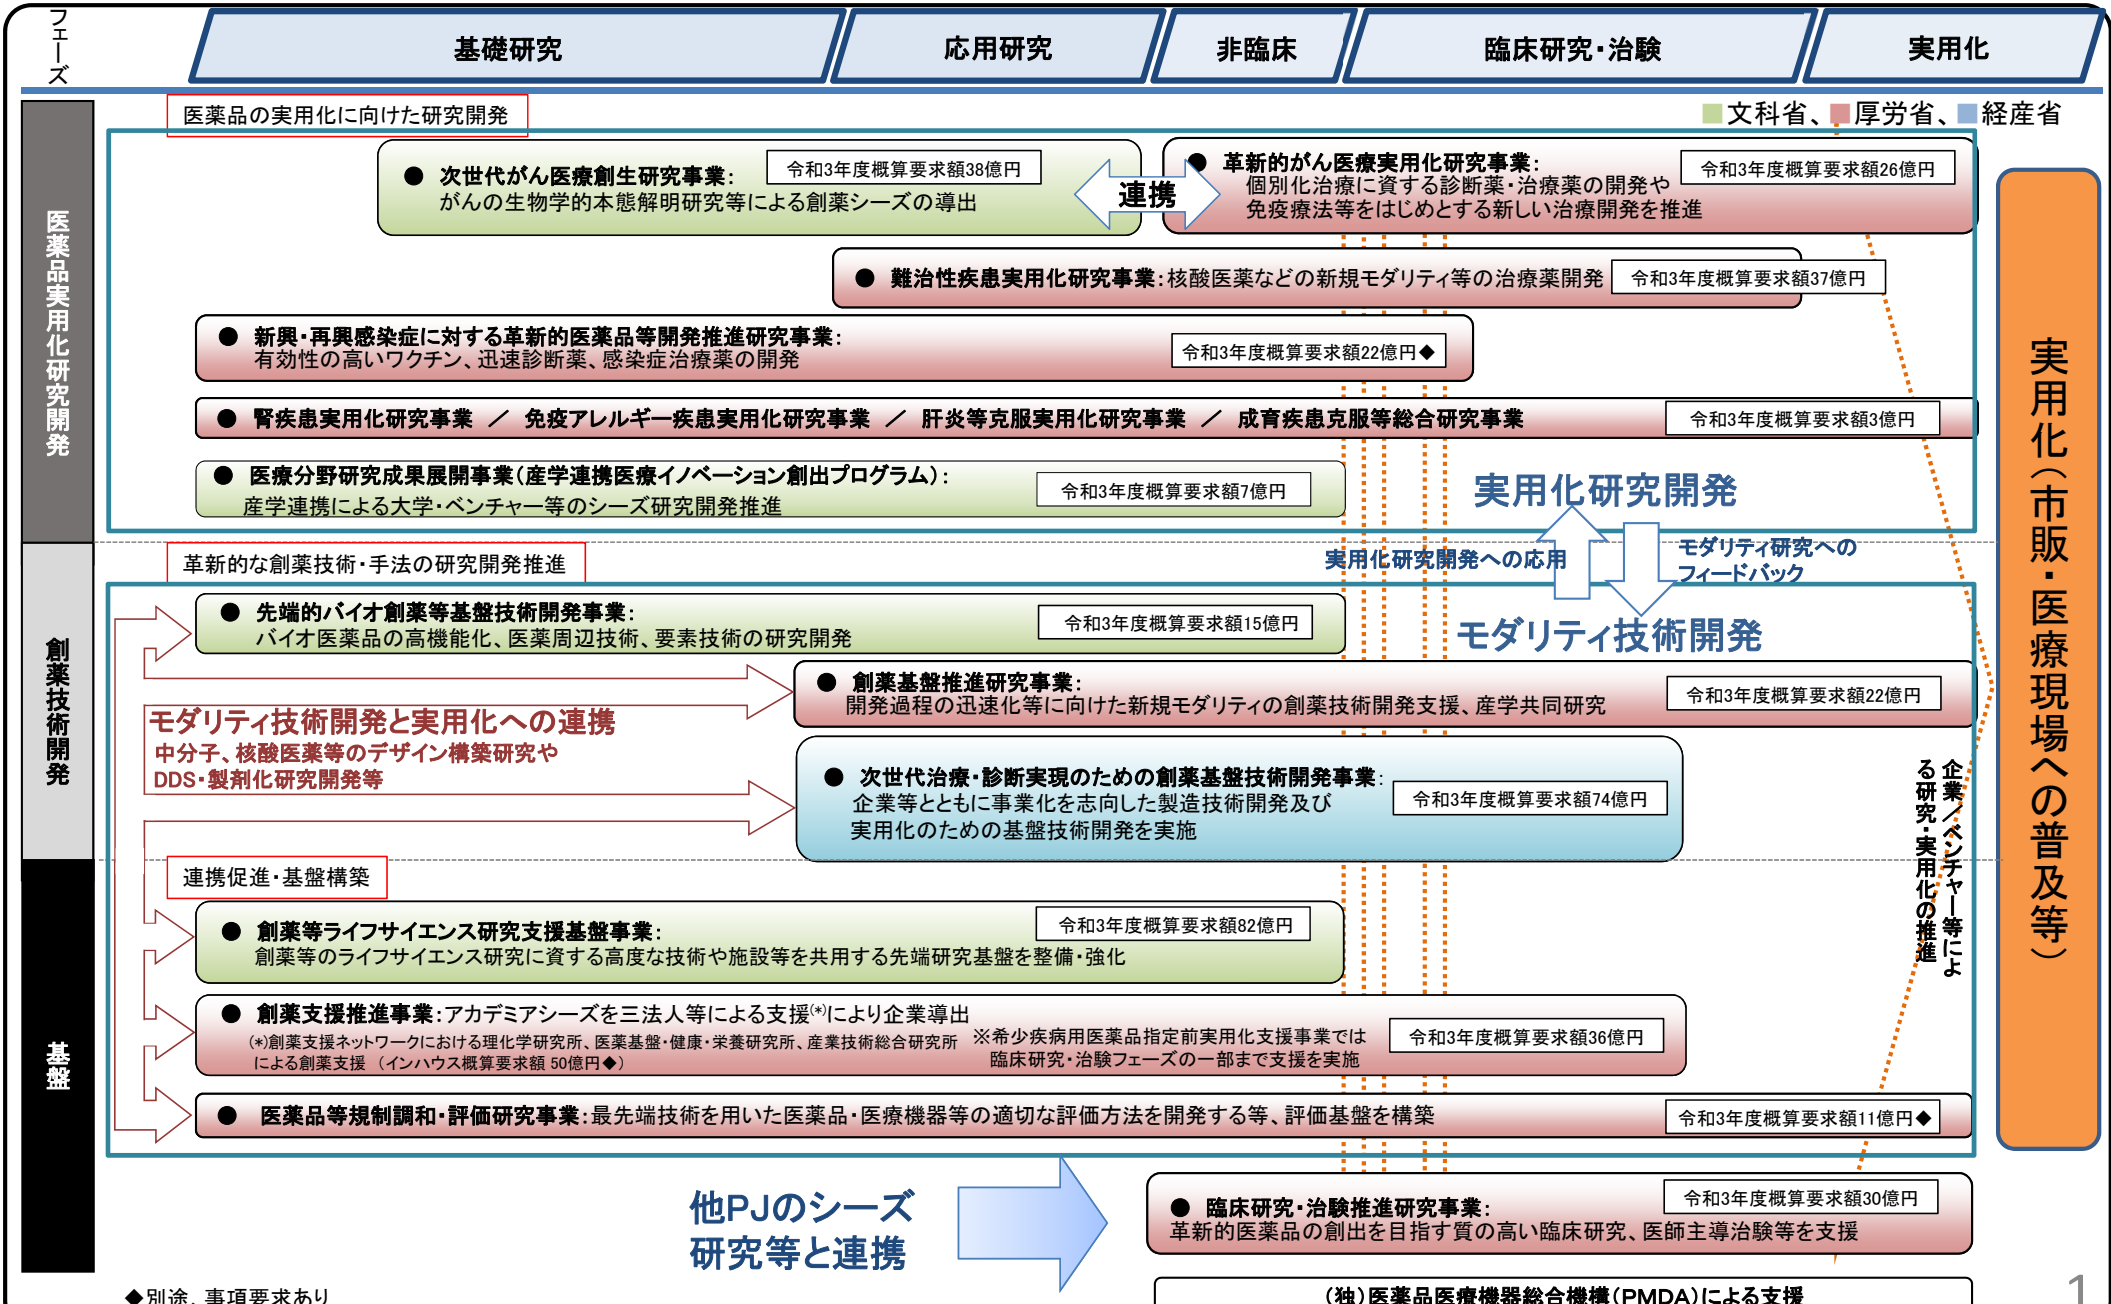 フェーズ
基礎研究
応用研究
非臨床
臨床研究・治験
実用化
医薬品の実用化に向けた研究開発
■文科省、■厚労省、■経産省
医薬品実用化研究開発
● 次世代がん医療創生研究事業：
令和3年度概算要求額38億円
がんの生物学的本態解明研究等による創薬シーズの導出
連携
● 革新的がん医療実用化研究事業：
令和3年度概算要求額26億円
個別化治療に資する診断薬・治療薬の開発や
免疫療法等をはじめとする新しい治療開発を推進
● 難治性疾患実用化研究事業：核酸医薬などの新規モダリティ等の治療薬開発
令和3年度概算要求額37億円
● 新興・再興感染症に対する革新的医薬品等開発推進研究事業：
有効性の高いワクチン、迅速診断薬、感染症治療薬の開発
令和3年度概算要求額22億円◆
● 腎疾患実用化研究事業 ／ 免疫アレルギー疾患実用化研究事業 ／ 肝炎等克服実用化研究事業 ／ 成育疾患克服等総合研究事業
令和3年度概算要求額3億円
● 医療分野研究成果展開事業（産学連携医療イノベーション創出プログラム）：
産学連携による大学・ベンチャー等のシーズ研究開発推進
令和3年度概算要求額7億円
実用化研究開発
実用化研究開発への応用
モダリティ研究への
フィードバック
モダリティ技術開発
創薬技術開発
革新的な創薬技術・手法の研究開発推進
● 先端的バイオ創薬等基盤技術開発事業：
バイオ医薬品の高機能化、医薬周辺技術、要素技術の研究開発
令和3年度概算要求額15億円
● 創薬基盤推進研究事業：
開発過程の迅速化等に向けた新規モダリティの創薬技術開発支援、産学共同研究
令和3年度概算要求額22億円
モダリティ技術開発と実用化への連携
中分子、核酸医薬等のデザイン構築研究や
DDS・製剤化研究開発等
● 次世代治療・診断実現のための創薬基盤技術開発事業：
企業等とともに事業化を志向した製造技術開発及び
実用化のための基盤技術開発を実施
令和3年度概算要求額74億円
企業／ベンチャー等によ
る研究・実用化の推進
実用化（市販・医療現場への普及等）
基盤
連携促進・基盤構築
● 創薬等ライフサイエンス研究支援基盤事業：
令和3年度概算要求額82億円
創薬等のライフサイエンス研究に資する高度な技術や施設等を共用する先端研究基盤を整備・強化
● 創薬支援推進事業：アカデミアシーズを三法人等による支援(*)により企業導出
(*)創薬支援ネットワークにおける理化学研究所、医薬基盤・健康・栄養研究所、産業技術総合研究所
による創薬支援 （インハウス概算要求額 50億円◆）
※希少疾病用医薬品指定前実用化支援事業では
臨床研究・治験フェーズの一部まで支援を実施
令和3年度概算要求額36億円
● 医薬品等規制調和・評価研究事業：最先端技術を用いた医薬品・医療機器等の適切な評価方法を開発する等、評価基盤を構築
令和3年度概算要求額11億円◆
他PJのシーズ
研究等と連携
● 臨床研究・治験推進研究事業：
令和3年度概算要求額30億円
革新的医薬品の創出を目指す質の高い臨床研究、医師主導治験等を支援
◆別途、事項要求あり
（独）医薬品医療機器総合機構（PMDA）による支援
1